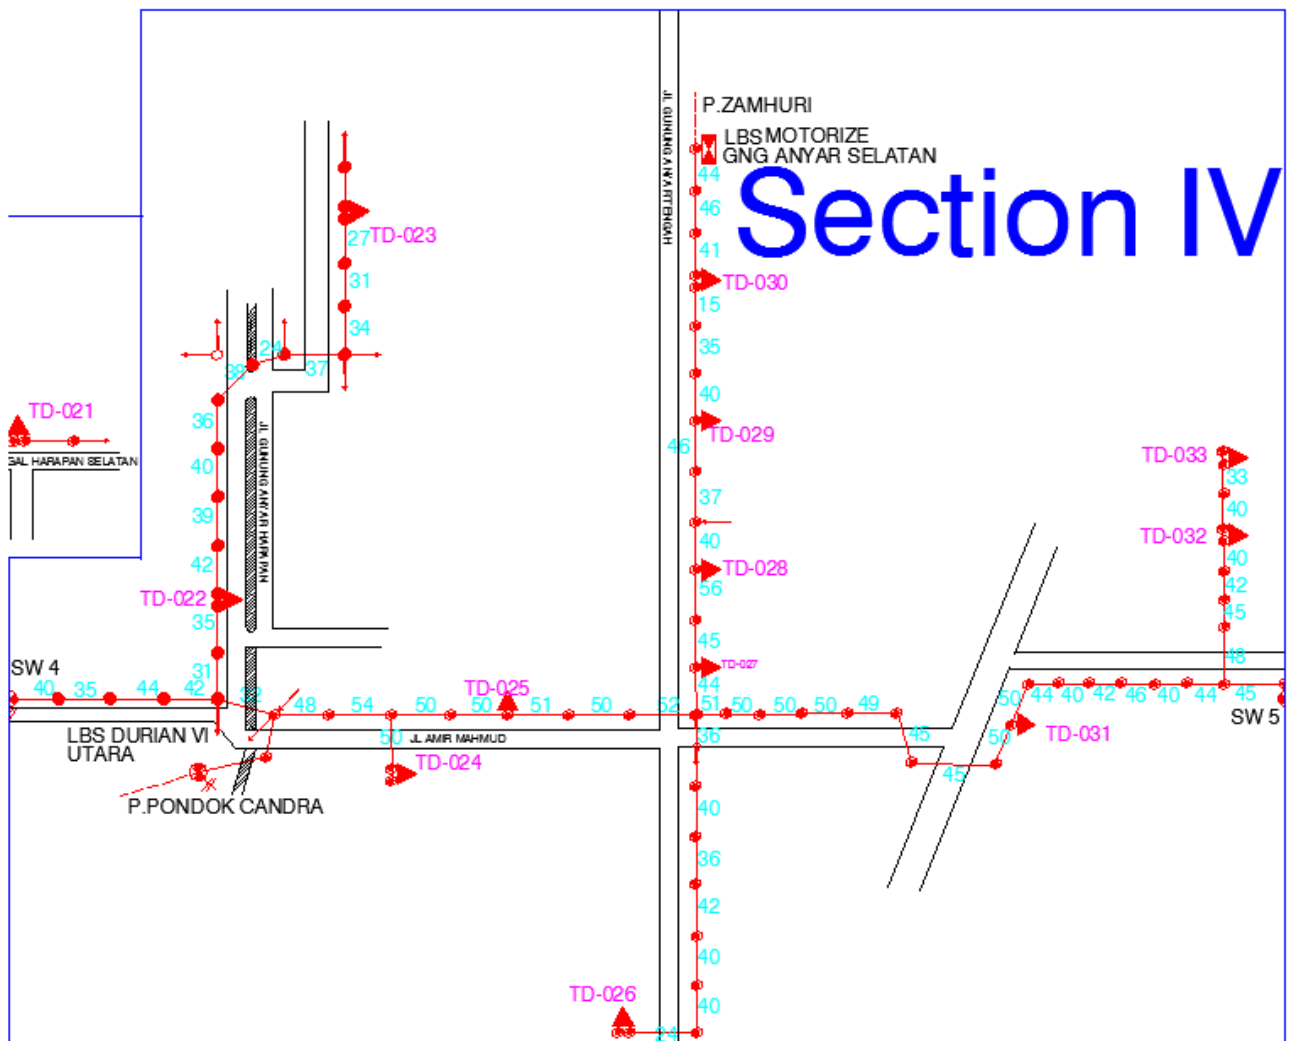 P.ZAMHURI
LBS MOTORIZE
GNG ANYAR SELATAN
Section IV
JL. GUNUNG ANYAR TENGAH
44
46
41
TD-030
15
35
40
TD-029
46
37
40
TD-028
56
45
TD-027
44
TD-023
27
31
34
24
38
37
36
40
39
42
TD-022
35
31
JL. GUNUNG ANYAR HARAPAN
TD-021
GAL HARAPAN SELATAN
TD-033
33
40
TD-032
40
42
45
48
SW 4
40
35
44
42
32
48
54
50
50
TD-025
51
50
52
51
50
50
50
49
45
45
50
50
TD-031
44
40
42
46
40
44
45
SW 5
LBS DURIAN VI
UTARA
P.PONDOK CANDRA
JL AMIR MAHMUD
50
TD-024
36
40
36
42
40
40
TD-026
24